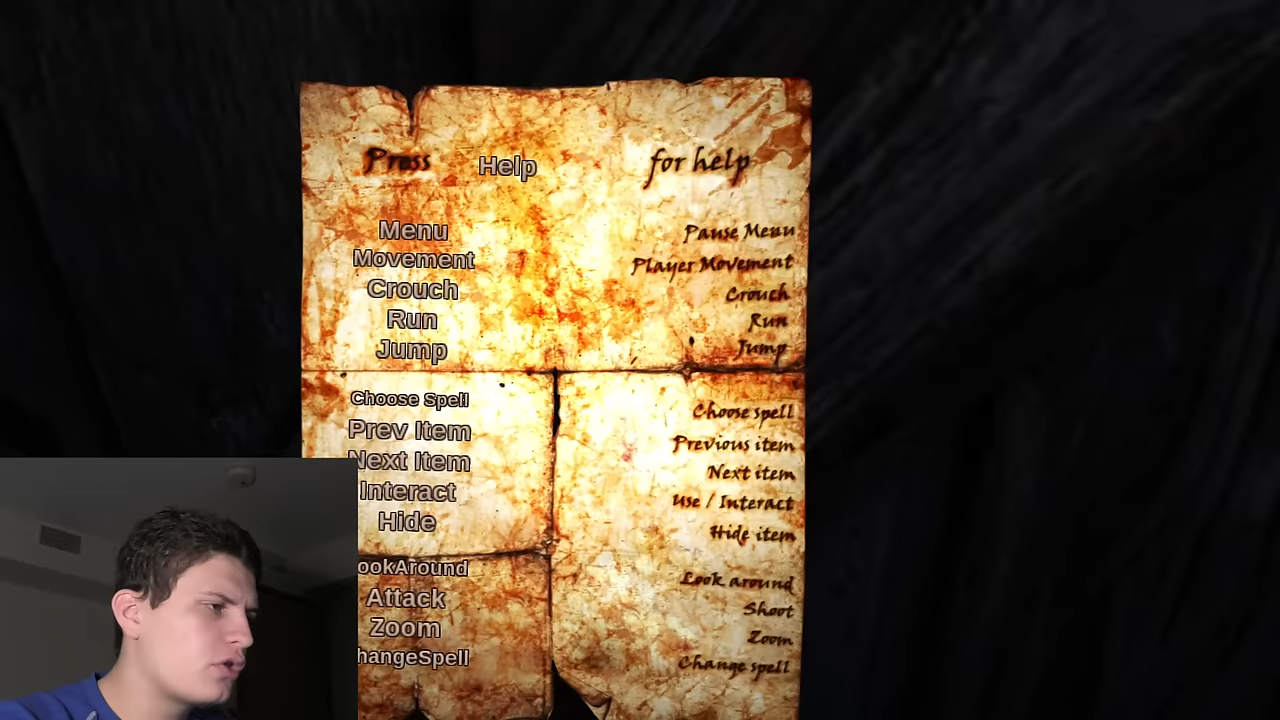 Press Help for help
Menu Pause Menu
Movement Player Movement
Crouch Crouch
Run Run
Jump Jump
Choose Spell Choose spell
Prev Item Previous item
Next Item Next item
Interact Use / Interact
Hide Hide item
ookAround Look around
Attack Shoot
Zoom Zoom
hangeSpell Change spell